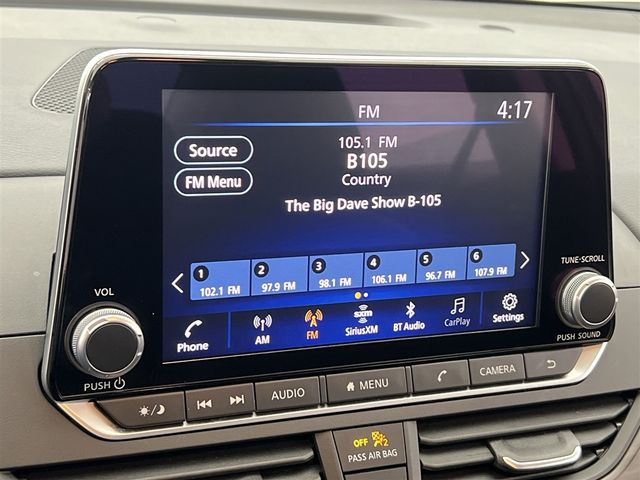 FM
4:17
Source
105.1 FM
B105
FM Menu
Country
The Big Dave Show B-105
1 2 3 4 5 6
102.1 FM 97.9 FM 98.1 FM 106.1 FM 96.7 FM 107.9 FM
Phone
AM
FM
sxm
SiriusXM
BT Audio
CarPlay
Settings
VOL
PUSH
TUNE·SCROLL
PUSH SOUND
AUDIO
MENU
CAMERA
OFF 2
PASS AIR BAG